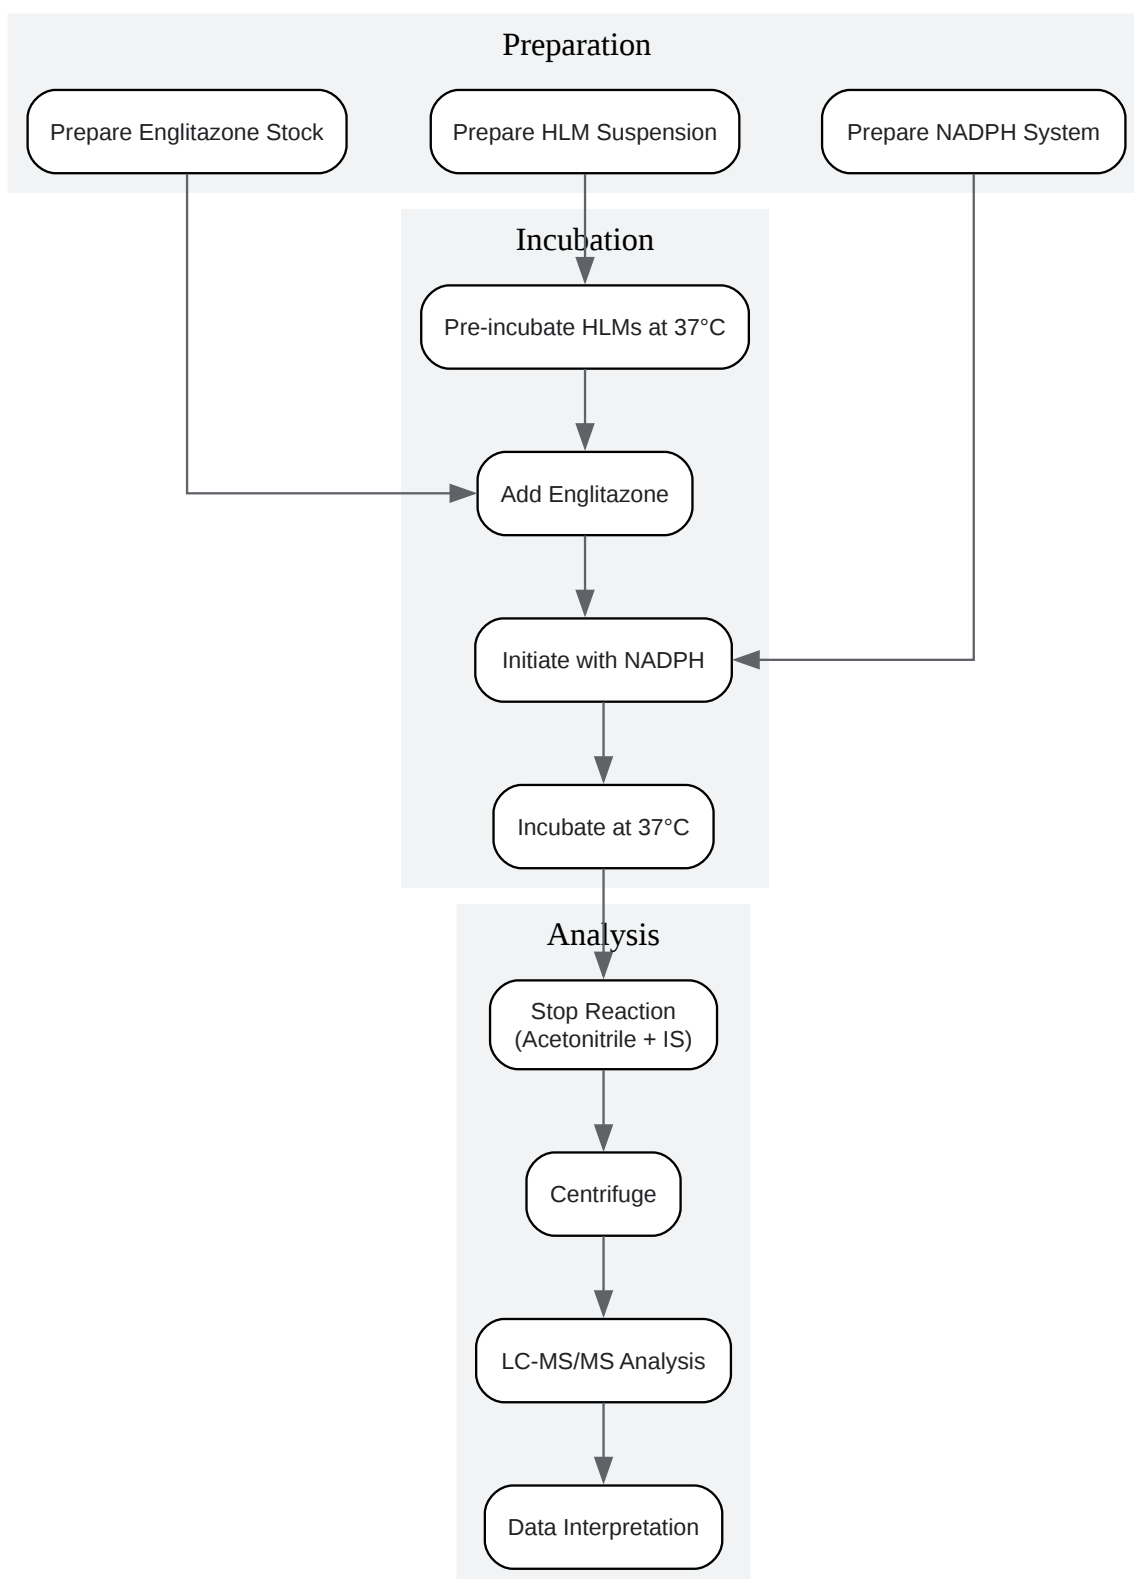 Preparation
Prepare Englitazone Stock
Prepare HLM Suspension
Prepare NADPH System
Incubation
Pre-incubate HLMs at 37°C
Add Englitazone
Initiate with NADPH
Incubate at 37°C
Analysis
Stop Reaction
(Acetonitrile + IS)
Centrifuge
LC-MS/MS Analysis
Data Interpretation